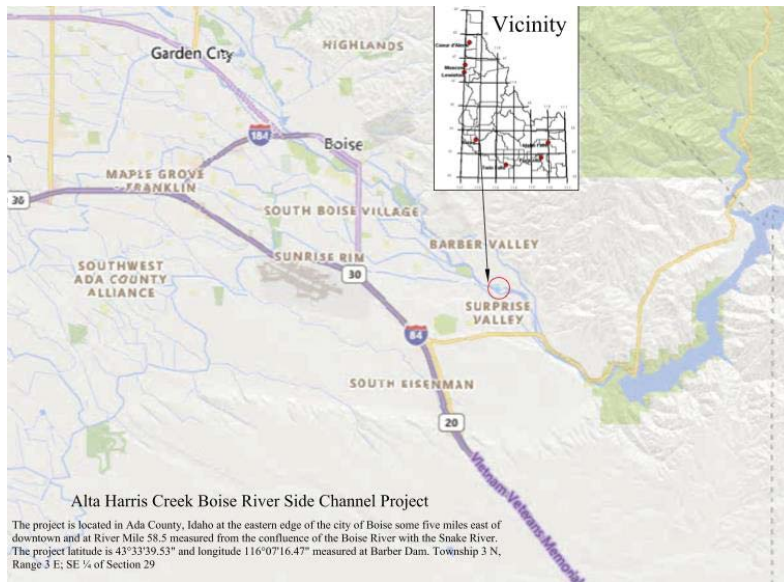 Vicinity
Coeur d'Alene
Moscow
Lewiston
HIGHLANDS
Garden City
184
Boise
MAPLE GROVE
FRANKLIN
30
SOUTH BOISE VILLAGE
BARBER VALLEY
SUNRISE RIM
SOUTHWEST
ADA COUNTY
ALLIANCE
30
SURPRISE
VALLEY
84
SOUTH EISENMAN
20
Vietnam Veterans Memorial
Alta Harris Creek Boise River Side Channel Project
The project is located in Ada County, Idaho at the eastern edge of the city of Boise some five miles east of
downtown and at River Mile 58.5 measured from the confluence of the Boise River with the Snake River.
The project latitude is 43°33'39.53" and longitude 116°07'16.47" measured at Barber Dam. Township 3 N,
Range 3 E; SE ¼ of Section 29